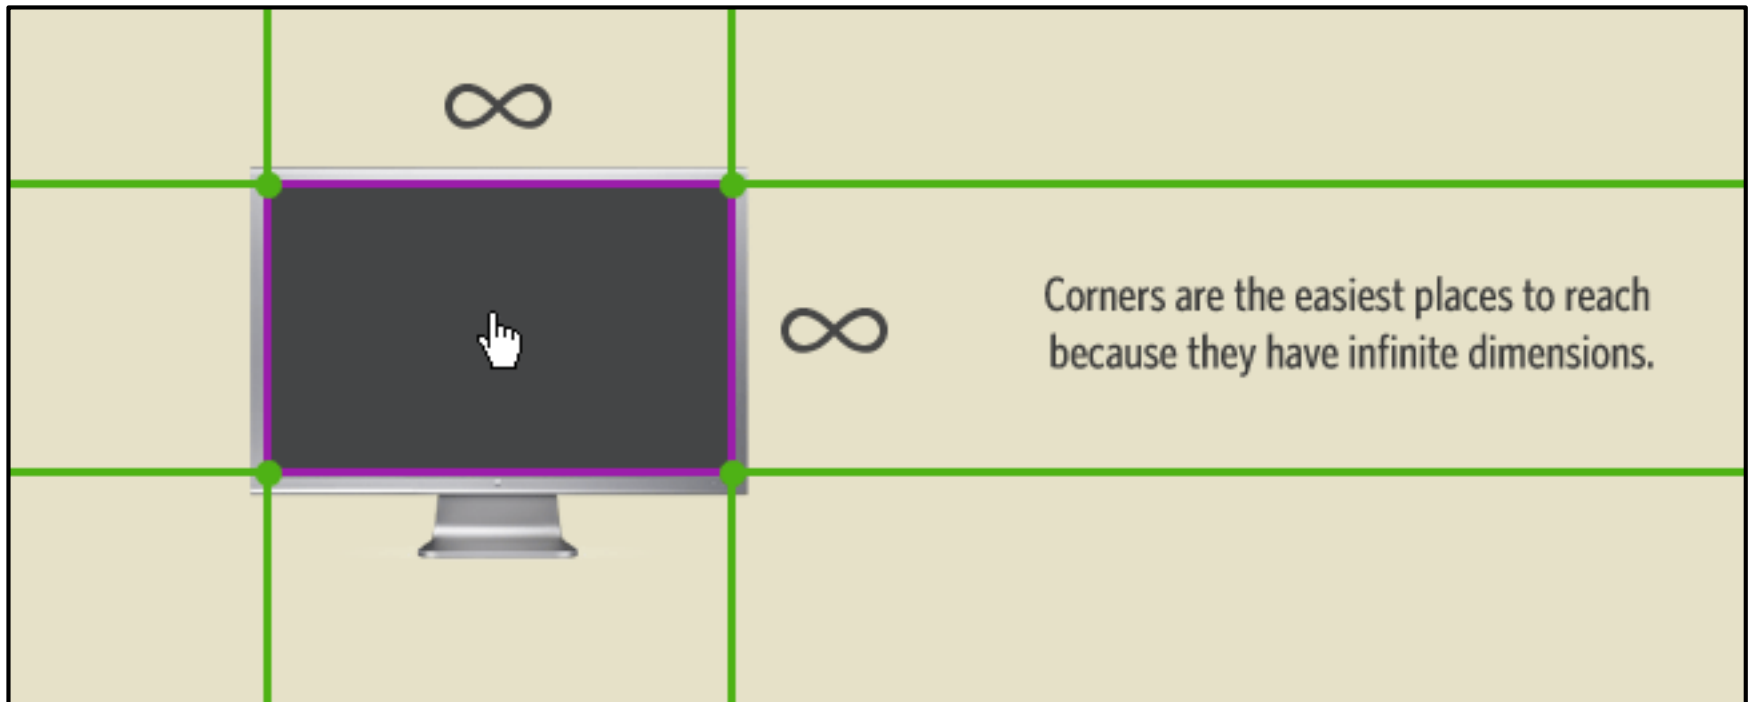 ∞
∞
Corners are the easiest places to reach
because they have infinite dimensions.